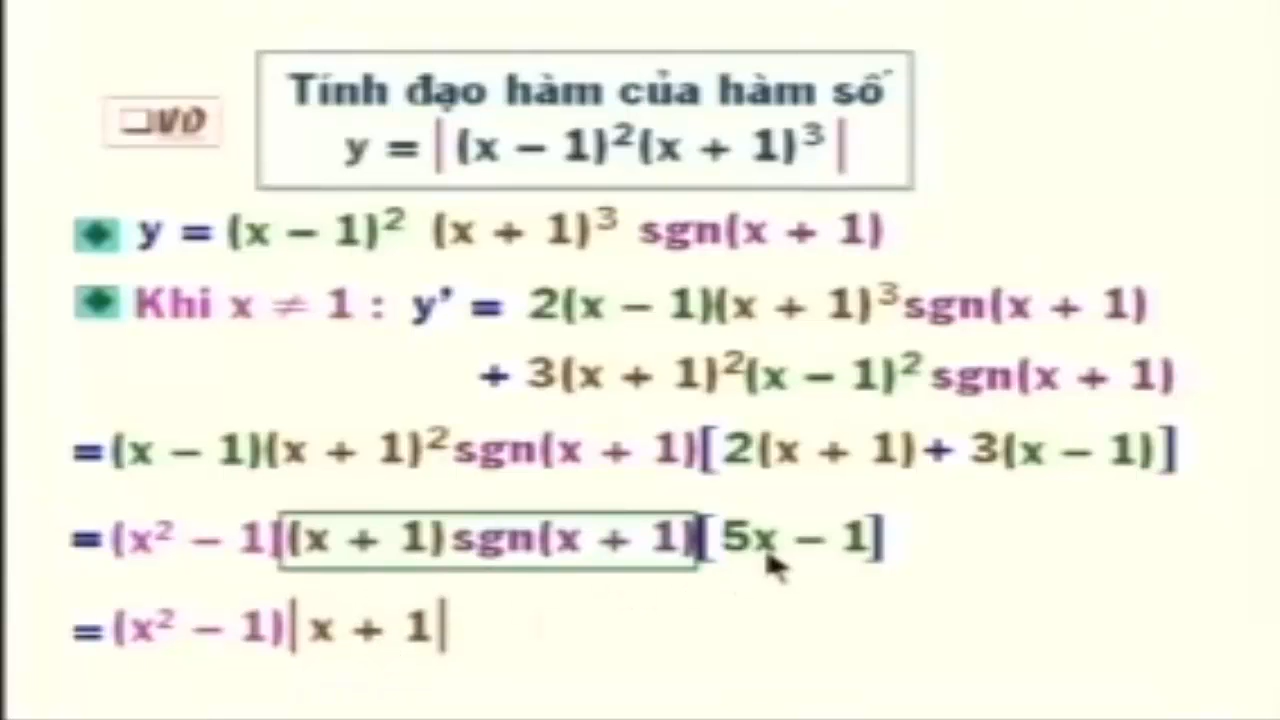 Tính đạo hàm của hàm số
❑VD
y = | (x − 1)²(x + 1)³ |
y = (x − 1)² (x + 1)³ sgn(x + 1)
Khi x ≠ 1 : y’ = 2(x − 1)(x + 1)³sgn(x + 1)
+ 3(x + 1)²(x − 1)² sgn(x + 1)
=(x − 1)(x + 1)²sgn(x + 1)[2(x + 1)+ 3(x − 1)]
=(x² − 1)(x + 1)sgn(x + 1)[5x − 1]
=(x² − 1)|x + 1|